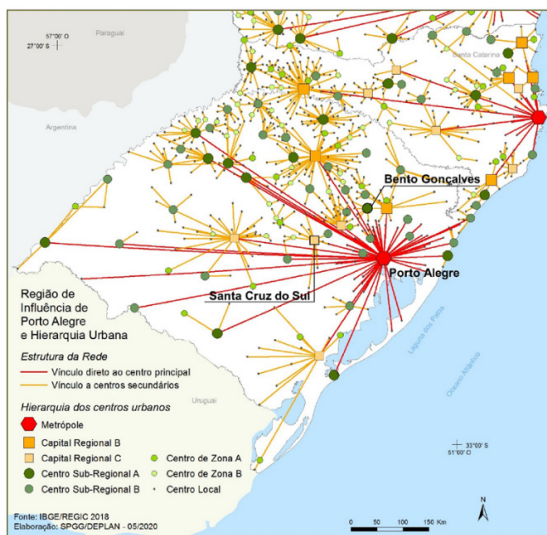 Paraguai
27°00' S
57°00' O
Santa Catarina
Argentina
Bento Gonçalves
Porto Alegre
Santa Cruz do Sul
Região de
Influência de
Porto Alegre
e Hierarquia Urbana
Estrutura da Rede
Vínculo direto ao centro principal
Vínculo a centros secundários
Uruguai
Laguna dos Patos
Oceano Atlântico
Hierarquia dos centros urbanos
Metrópole
Capital Regional B
Capital Regional C
Centro de Zona A
Centro Sub-Regional A
Centro de Zona B
Centro Sub-Regional B
Centro Local
33°00' S
51°00' O
Fonte: IBGE/REGIC 2018
Elaboração: SPGG/DEPLAN - 05/2020
0 50 100 150
Km
N